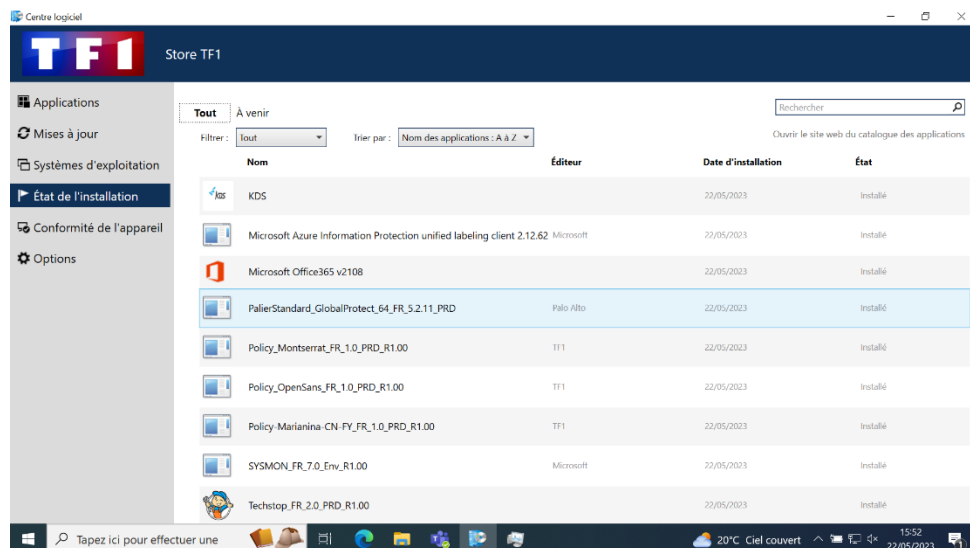 Centre logiciel
TF1
Store TF1
Applications
Mises à jour
Systèmes d'exploitation
État de l'installation
Conformité de l'appareil
Options
Tout À venir
Rechercher
Filtrer : Tout Trier par : Nom des applications : A à Z
Ouvrir le site web du catalogue des applications
Nom Éditeur Date d'installation État
kds KDS 22/05/2023 Installé
Microsoft Azure Information Protection unified labeling client 2.12.62 Microsoft 22/05/2023 Installé
Microsoft Office365 v2108 22/05/2023 Installé
PalierStandard_GlobalProtect_64_FR_5.2.11_PRD Palo Alto 22/05/2023 Installé
Policy_Montserrat_FR_1.0_PRD_R1.00 TF1 22/05/2023 Installé
Policy_OpenSans_FR_1.0_PRD_R1.00 TF1 22/05/2023 Installé
Policy-Marianina-CN-FY_FR_1.0_PRD_R1.00 TF1 22/05/2023 Installé
SYSMON_FR_7.0_Env_R1.00 Microsoft 22/05/2023 Installé
Techstop_FR_2.0_PRD_R1.00 22/05/2023 Installé
Tapez ici pour effectuer une
20°C Ciel couvert
15:52
22/05/2023